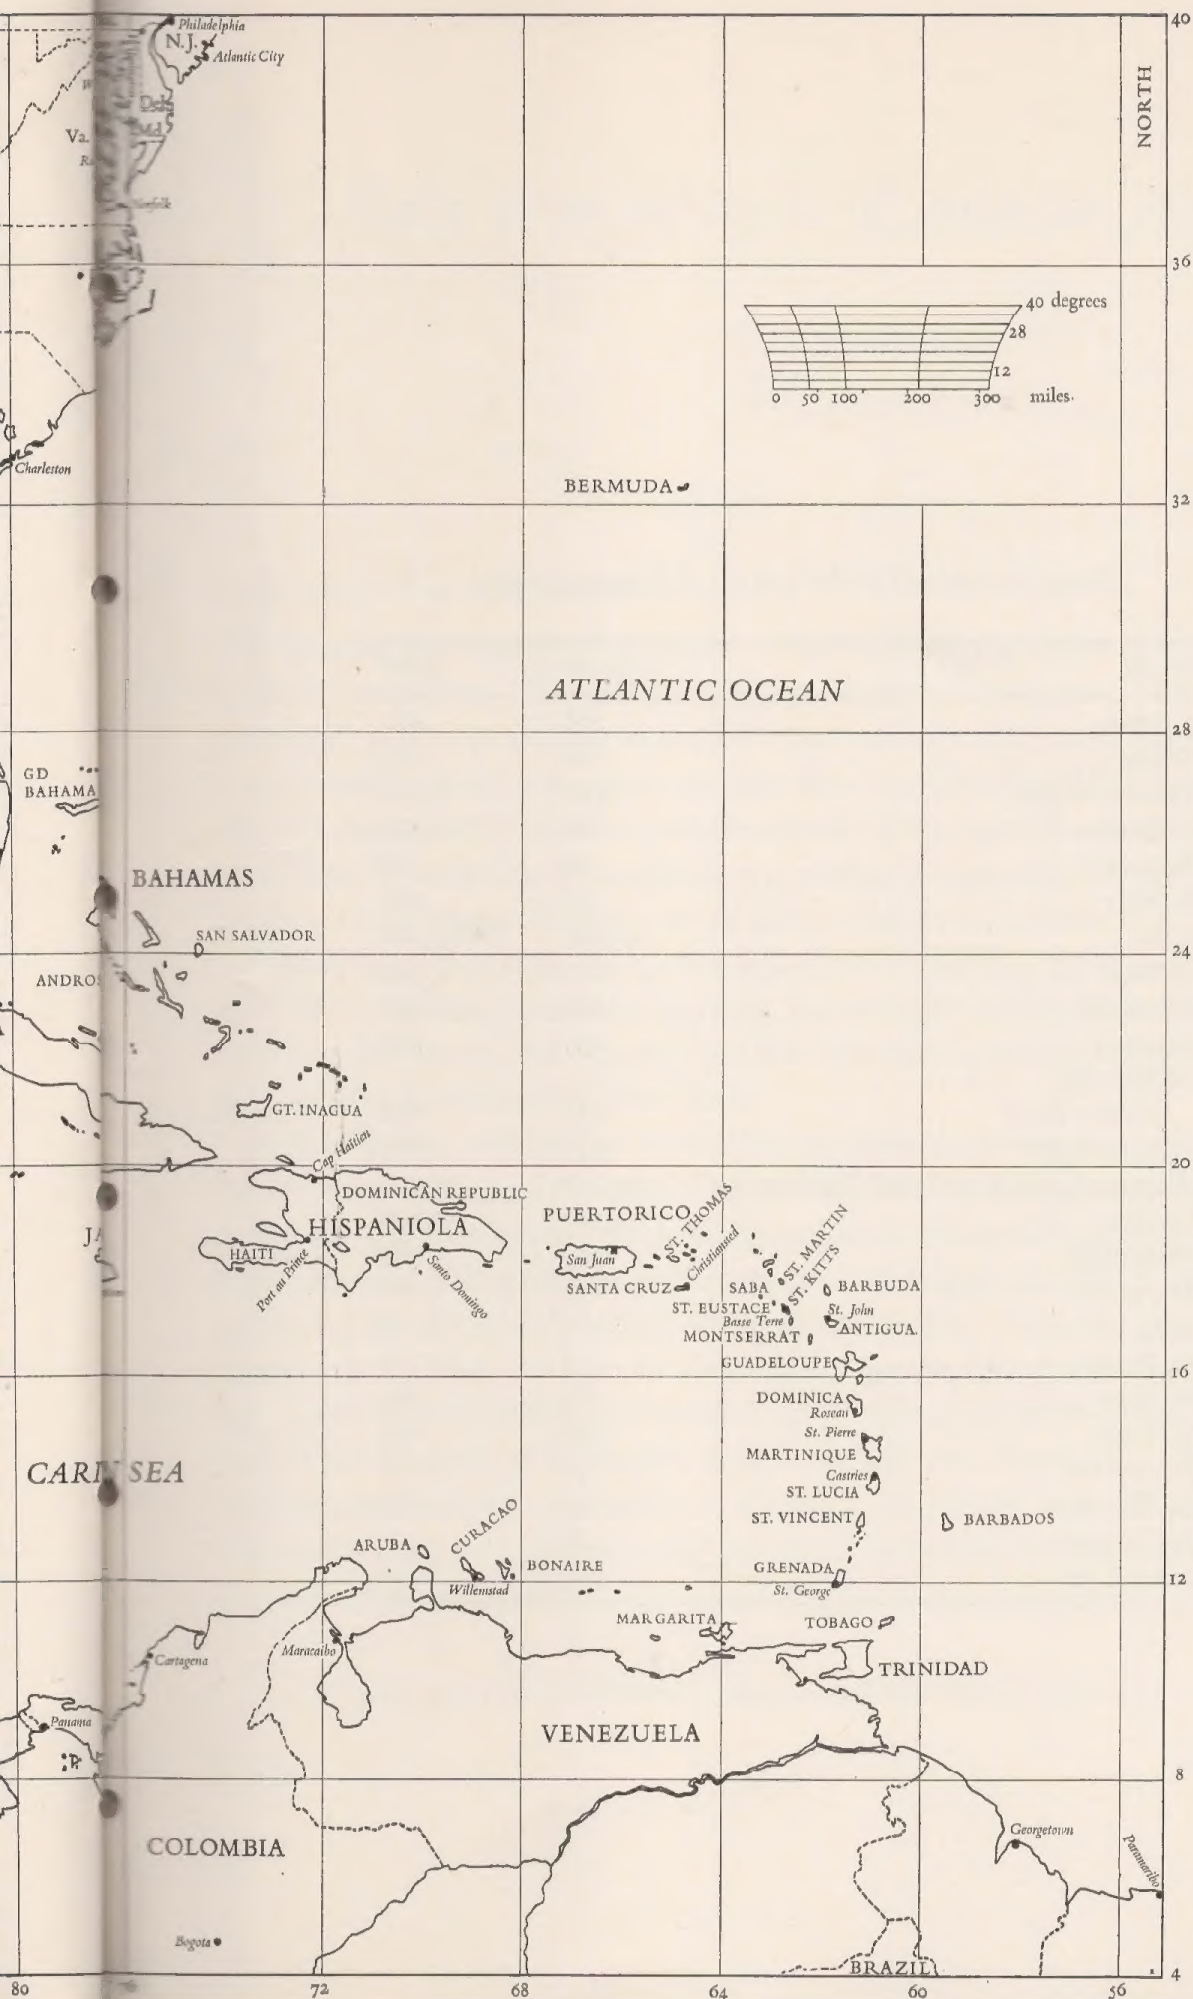 Philadelphia
N.J.
Atlantic City
40
NORTH
Del.
Va.
Md.
Norfolk
36
40 degrees
28
12
0 50 100 200 300 miles.
Charleston
BERMUDA
32
ATLANTIC OCEAN
28
GD
BAHAMA
BAHAMAS
SAN SALVADOR
24
ANDROS
GT. INAGUA
Cap Haïtien
20
DOMINICAN REPUBLIC
HISPANIOLA
HAITI
Port au Prince
Santo Domingo
PUERTORICO
San Juan
ST. THOMAS
Christiansted
SANTA CRUZ
ST. MARTIN
SABA
ST. KITTS
BARBUDA
ST. EUSTACE
St. John
Basse Terre
ANTIGUA.
MONTSERRAT
GUADELOUPE
16
DOMINICA
Roseau
St. Pierre
MARTINIQUE
CARI SEA
Castries
ST. LUCIA
ST. VINCENT
BARBADOS
ARUBA
CURACAO
BONAIRE
Willemstad
GRENADA
12
St. George
MARGARITA
TOBAGO
Maracaibo
Cartagena
TRINIDAD
Panama
VENEZUELA
8
COLOMBIA
Georgetown
Paramaribo
Bogota
BRAZIL
4
80 72 68 64 60 56